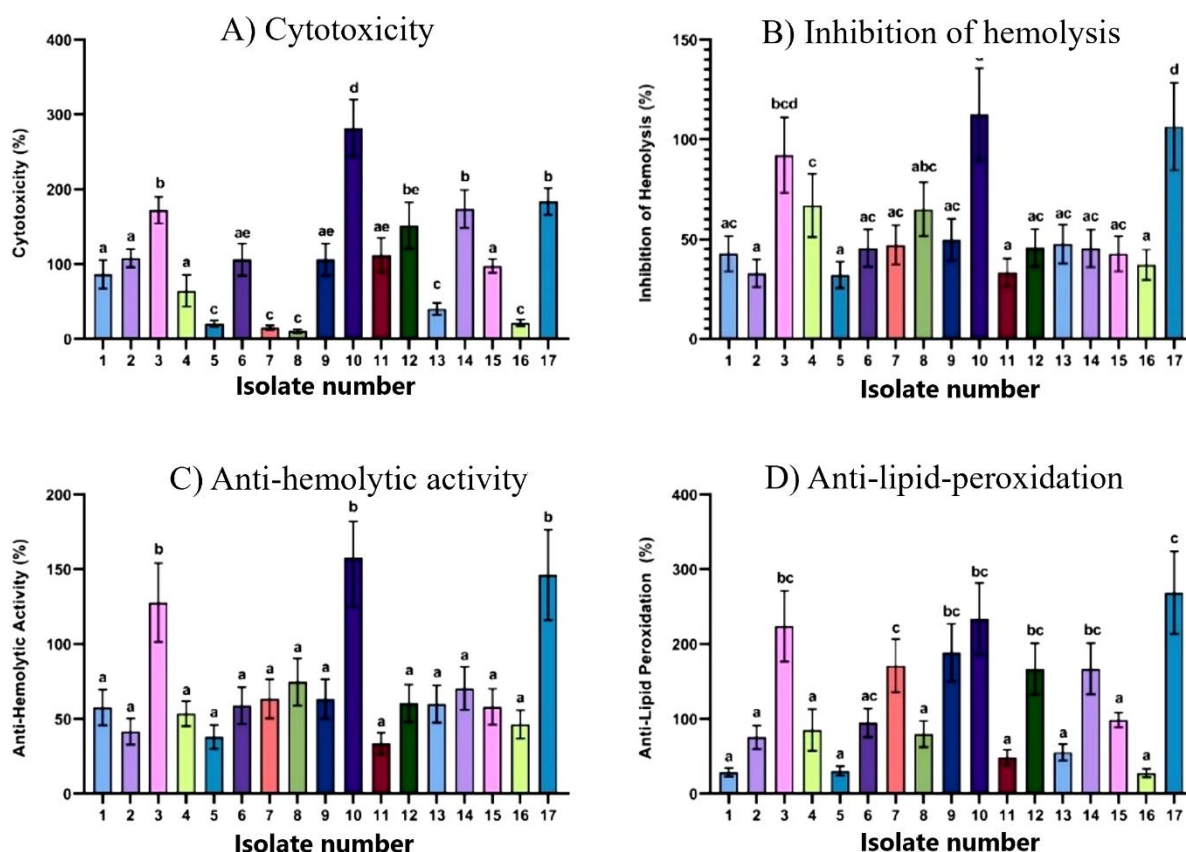 A) Cytotoxicity
Cytotoxicity (%)
400
300
200
100
0
a a b a c ae c c ae d ae be c b a c b
1 2 3 4 5 6 7 8 9 10 11 12 13 14 15 16 17
Isolate number
B) Inhibition of hemolysis
Inhibition of Hemolysis (%)
150
100
50
0
ac a bcd c a ac ac abc ac a ac ac ac ac a d
1 2 3 4 5 6 7 8 9 10 11 12 13 14 15 16 17
Isolate number
C) Anti-hemolytic activity
Anti-Hemolytic Activity (%)
200
150
100
50
0
a a b a a a a a a b a a a a a a b
1 2 3 4 5 6 7 8 9 10 11 12 13 14 15 16 17
Isolate number
D) Anti-lipid-peroxidation
Anti-Lipid Peroxidation (%)
400
300
200
100
0
a a bc a a ac c a bc bc a bc a bc a a c
1 2 3 4 5 6 7 8 9 10 11 12 13 14 15 16 17
Isolate number